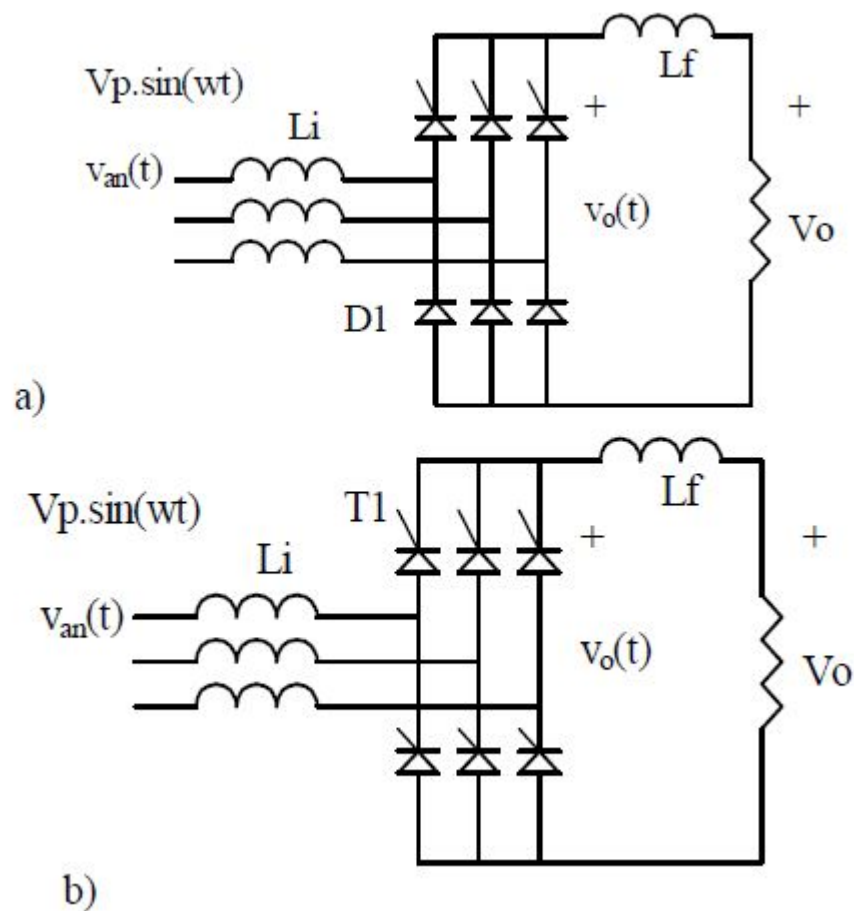 Lf
Vp.sin(wt)
+ +
Li
van(t)
vo(t) Vo
D1
a)
Lf
Vp.sin(wt) T1
+ +
Li
van(t)
vo(t) Vo
b)